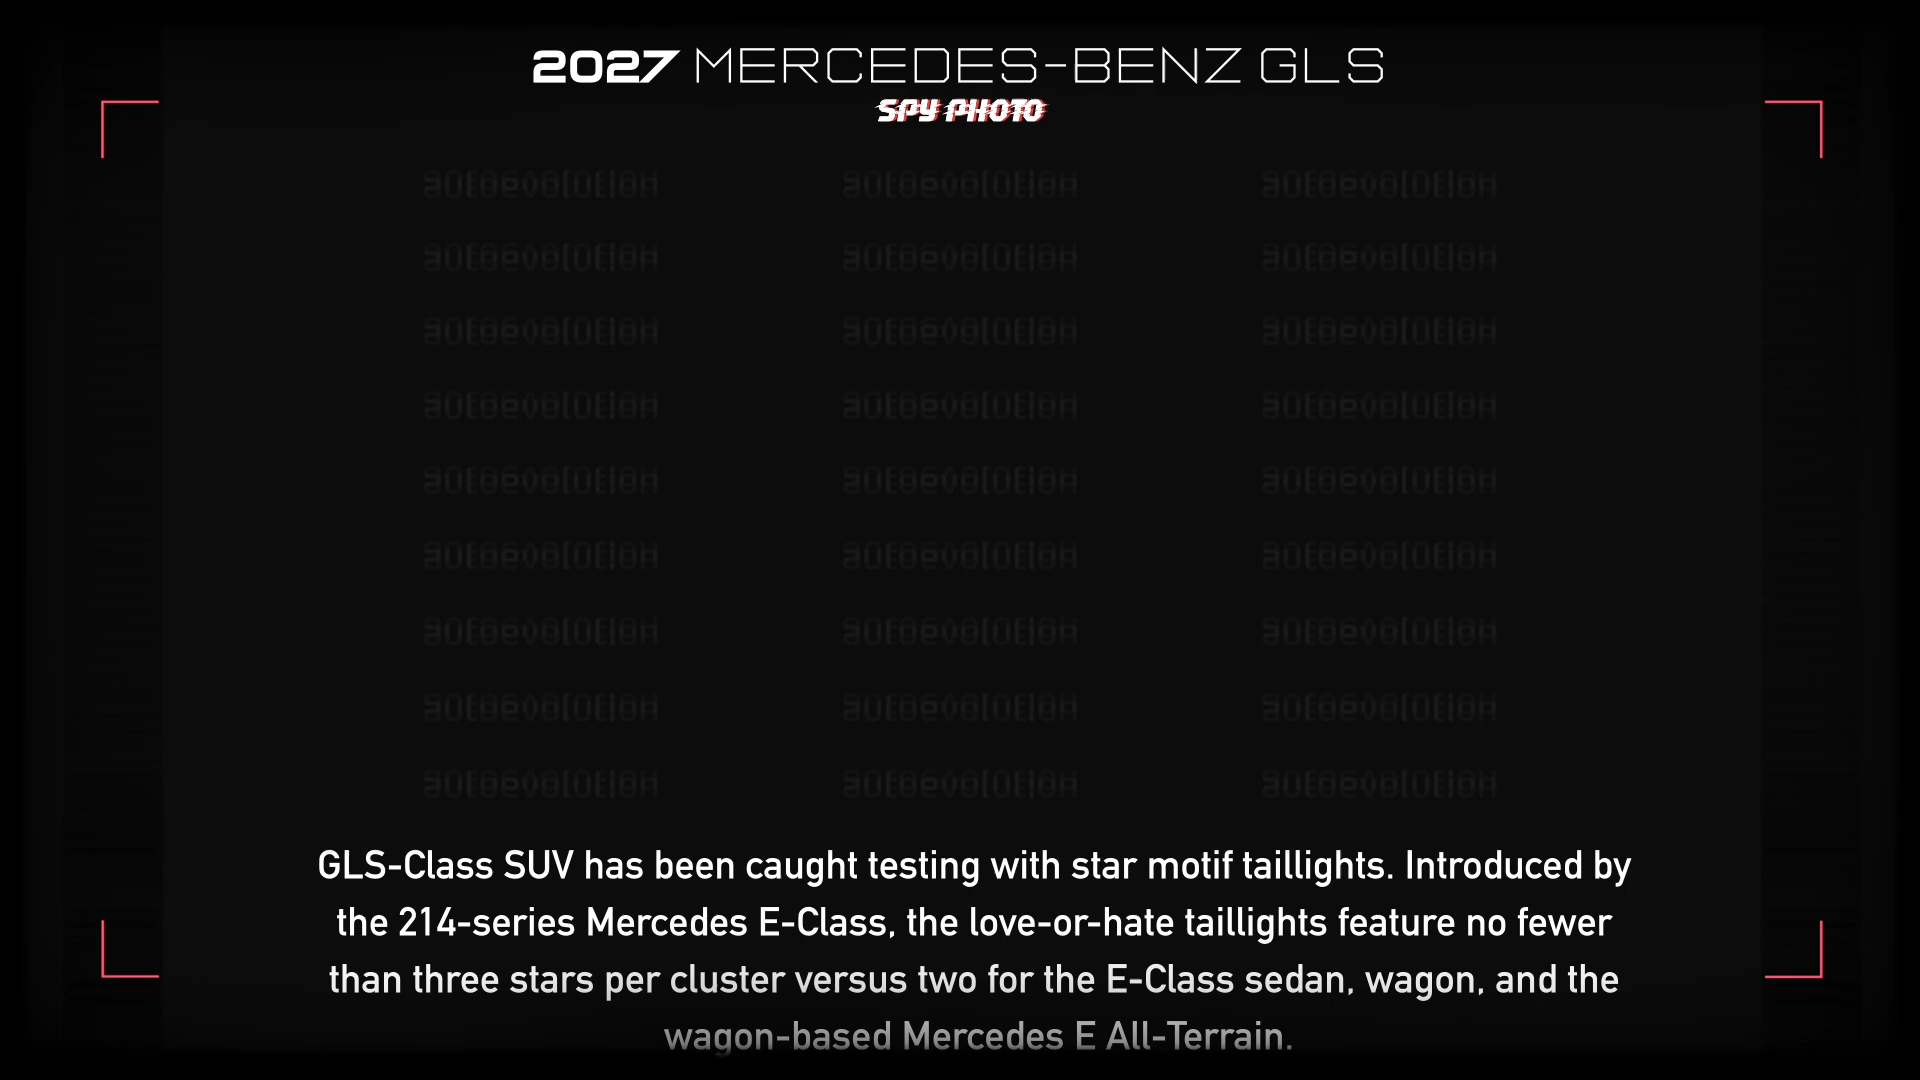 2027 MERCEDES-BENZ GLS
SPY PHOTO
GLS-Class SUV has been caught testing with star motif taillights. Introduced by
the 214-series Mercedes E-Class, the love-or-hate taillights feature no fewer
than three stars per cluster versus two for the E-Class sedan, wagon, and the
wagon-based Mercedes E All-Terrain.